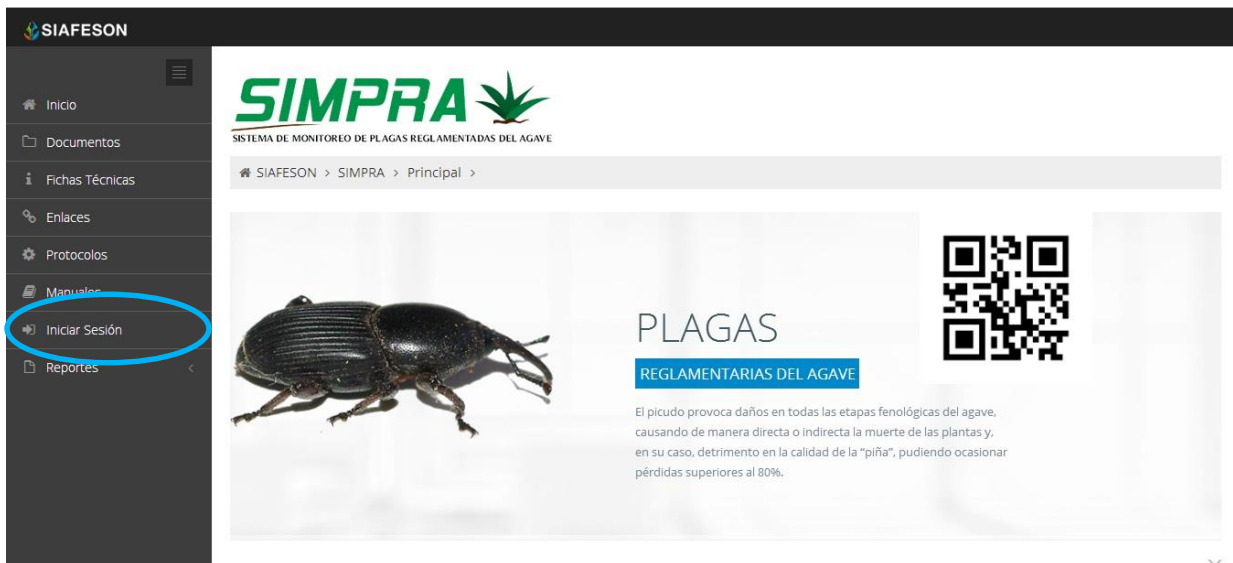 SIAFESON
Inicio
Documentos
Fichas Técnicas
Enlaces
Protocolos
Manuales
Iniciar Sesión
Reportes
SIMPRA
SISTEMA DE MONITOREO DE PLAGAS REGLAMENTADAS DEL AGAVE
SIAFESON > SIMPRA > Principal >
PLAGAS
REGLAMENTARIAS DEL AGAVE
El picudo provoca daños en todas las etapas fenológicas del agave,
causando de manera directa o indirecta la muerte de las plantas y,
en su caso, detrimento en la calidad de la “piña”, pudiendo ocasionar
pérdidas superiores al 80%.